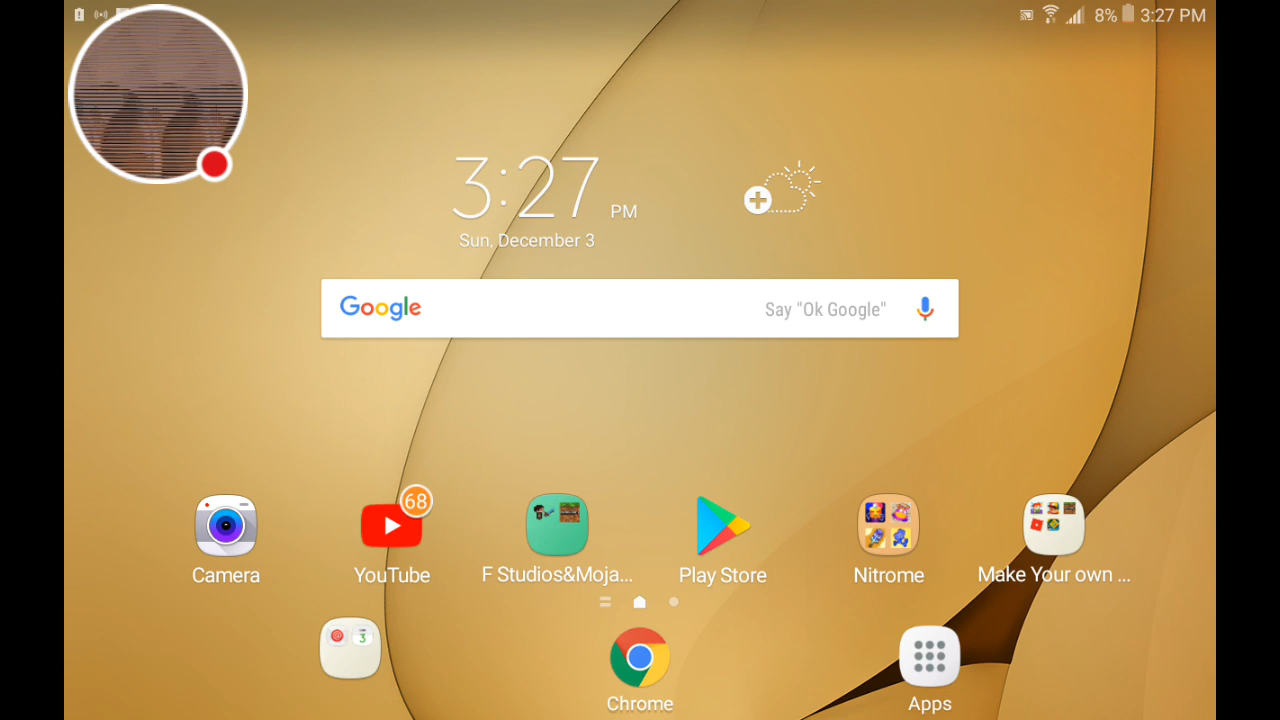 8% 3:27 PM
3:27 PM
Sun, December 3
Google Say "Ok Google"
68
Camera YouTube F Studios&Moja... Play Store Nitrome Make Your own ...
3
Chrome Apps